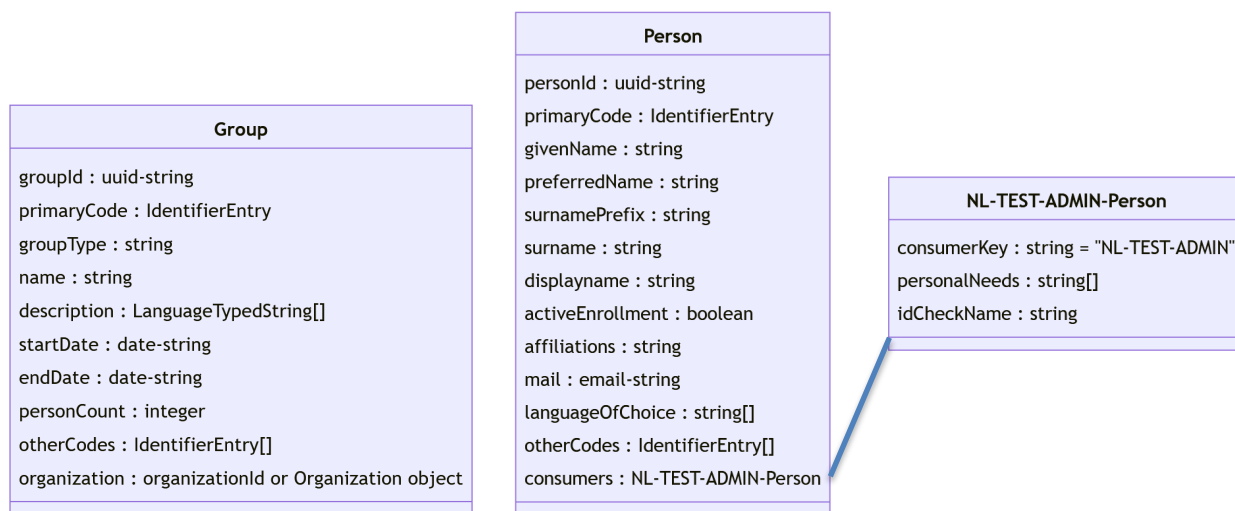 Group
groupId : uuid-string
primaryCode : IdentifierEntry
groupType : string
name : string
description : LanguageTypedString[]
startDate : date-string
endDate : date-string
personCount : integer
otherCodes : IdentifierEntry[]
organization : organizationId or Organization object
Person
personId : uuid-string
primaryCode : IdentifierEntry
givenName : string
preferredName : string
surnamePrefix : string
surname : string
displayname : string
activeEnrollment : boolean
affiliations : string
mail : email-string
languageOfChoice : string[]
otherCodes : IdentifierEntry[]
consumers : NL-TEST-ADMIN-Person
NL-TEST-ADMIN-Person
consumerKey : string = "NL-TEST-ADMIN"
personalNeeds : string[]
idCheckName : string